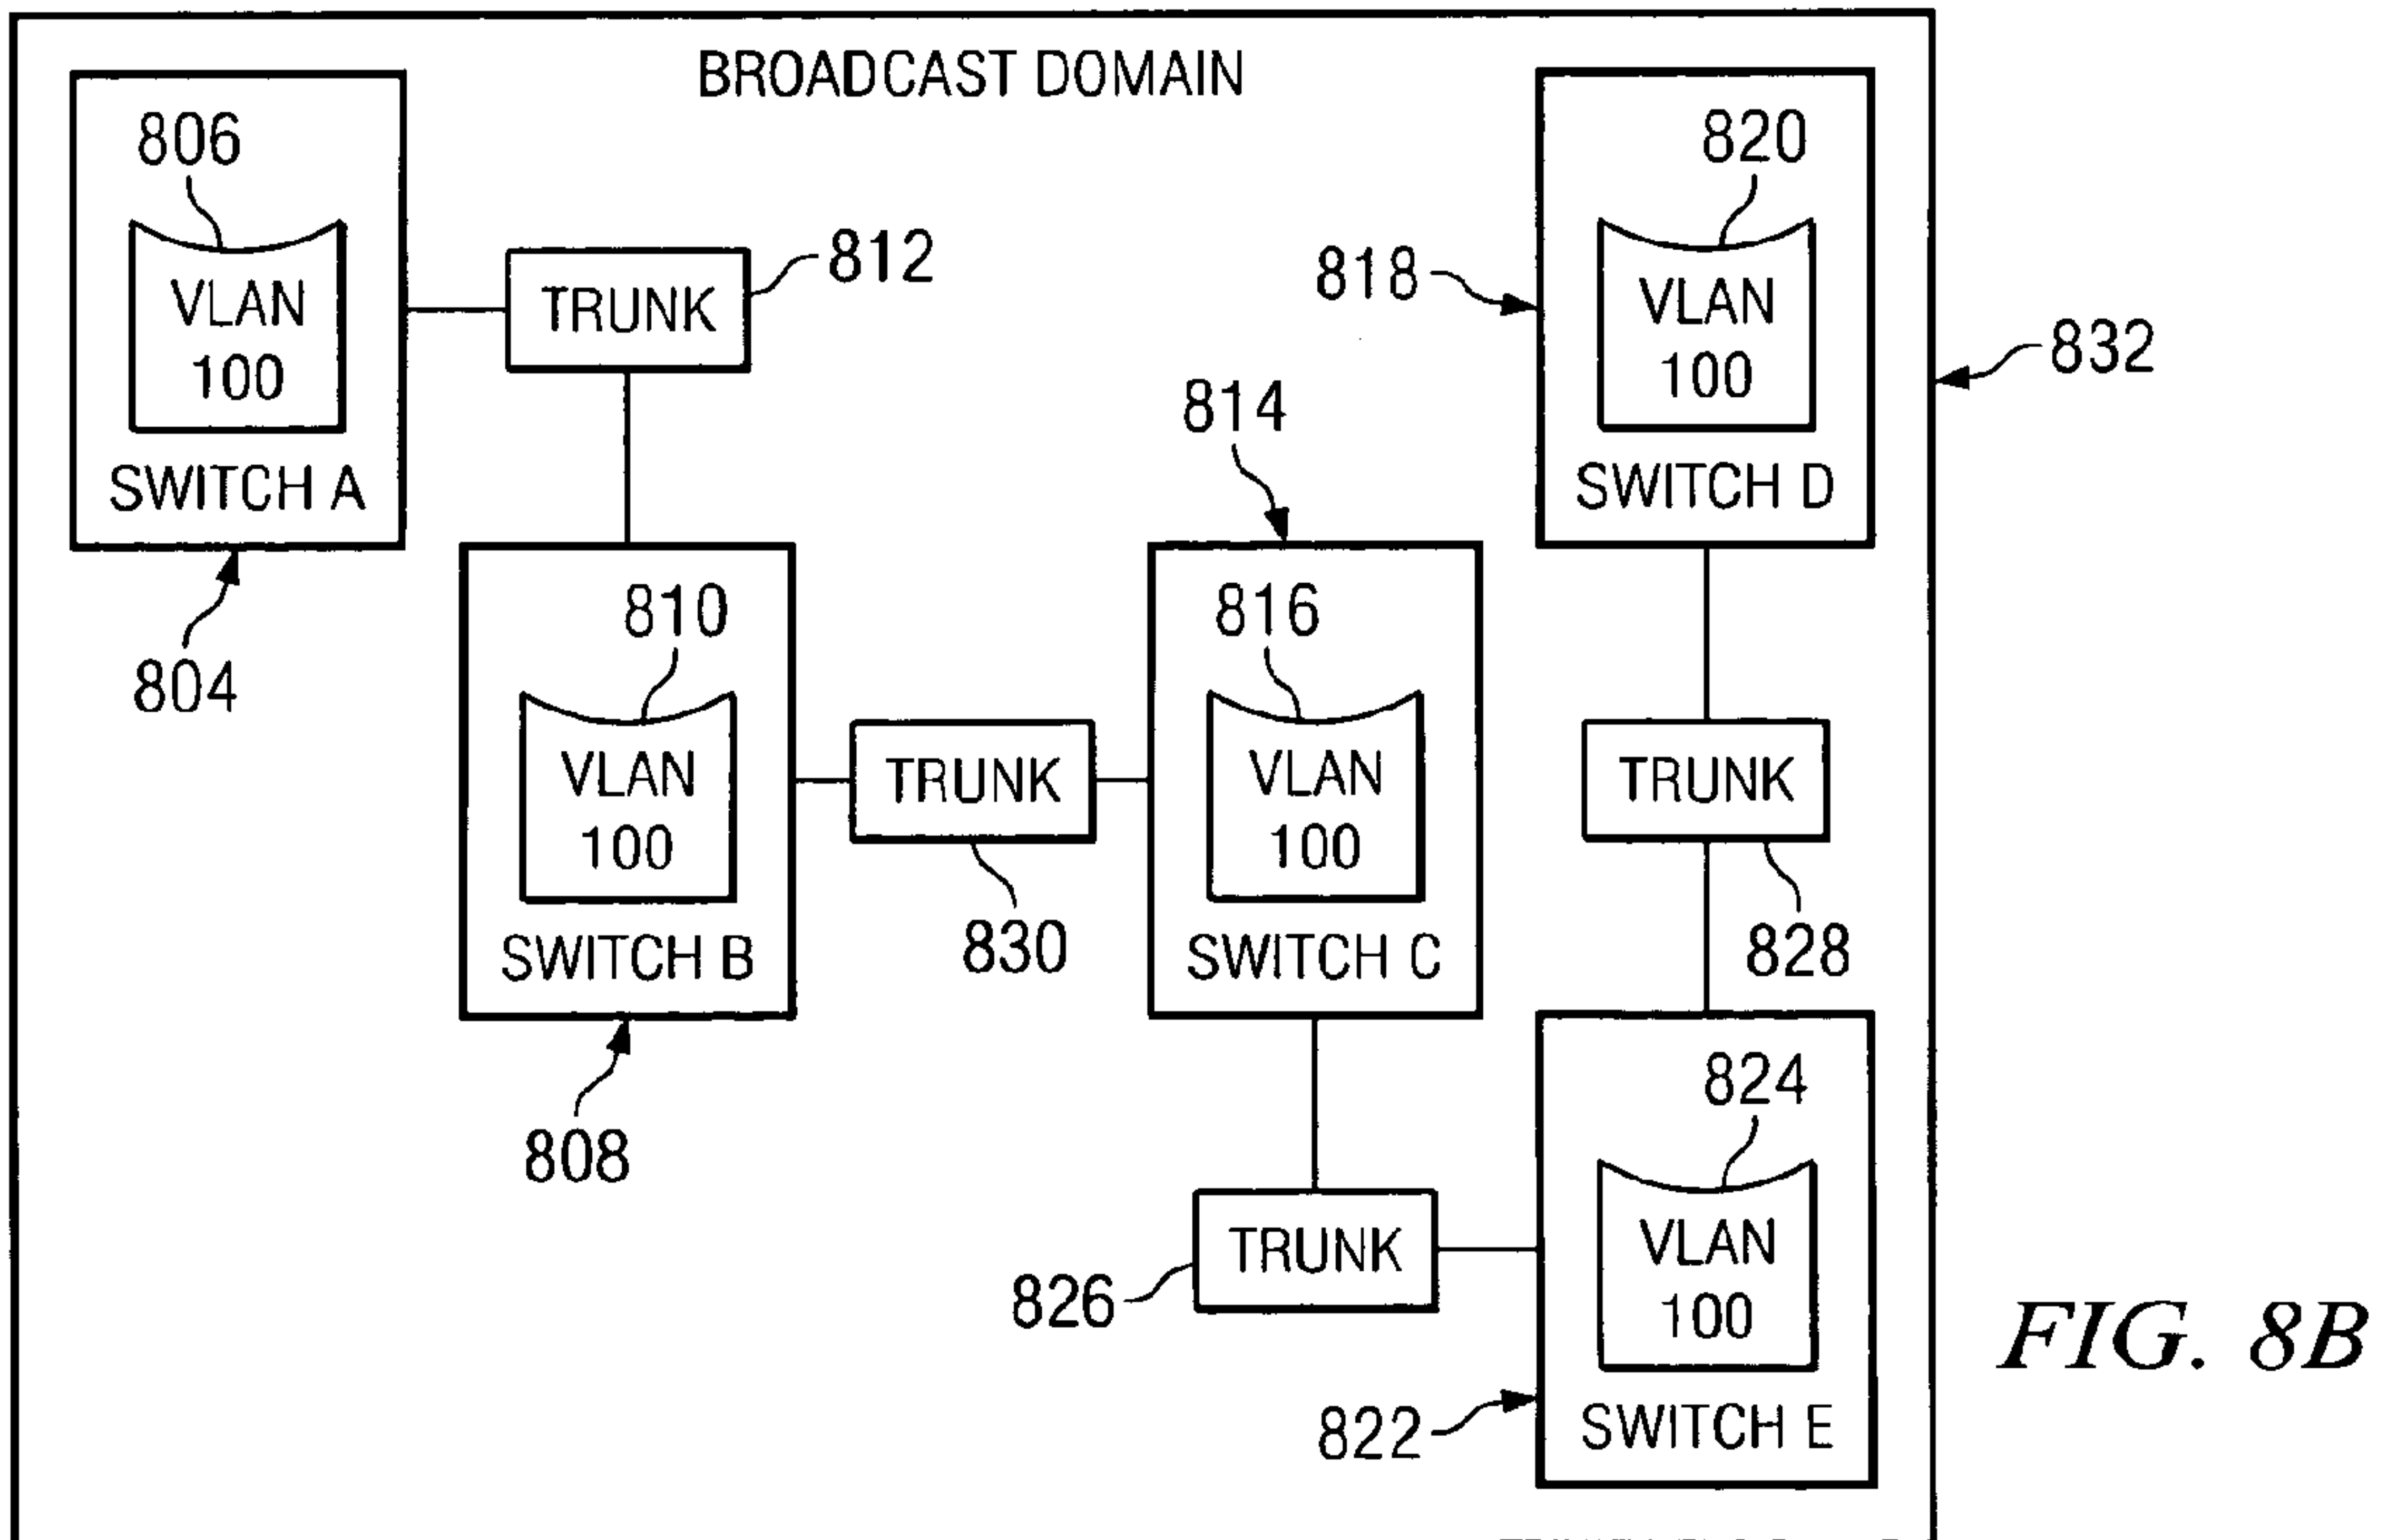 BROADCAST DOMAIN
806
VLAN
100
SWITCH A
804
TRUNK
812
810
VLAN
100
SWITCH B
808
TRUNK
830
814
816
VLAN
100
SWITCH C
818
820
VLAN
100
SWITCH D
832
TRUNK
828
TRUNK
826
824
VLAN
100
SWITCH E
822
FIG. 8B